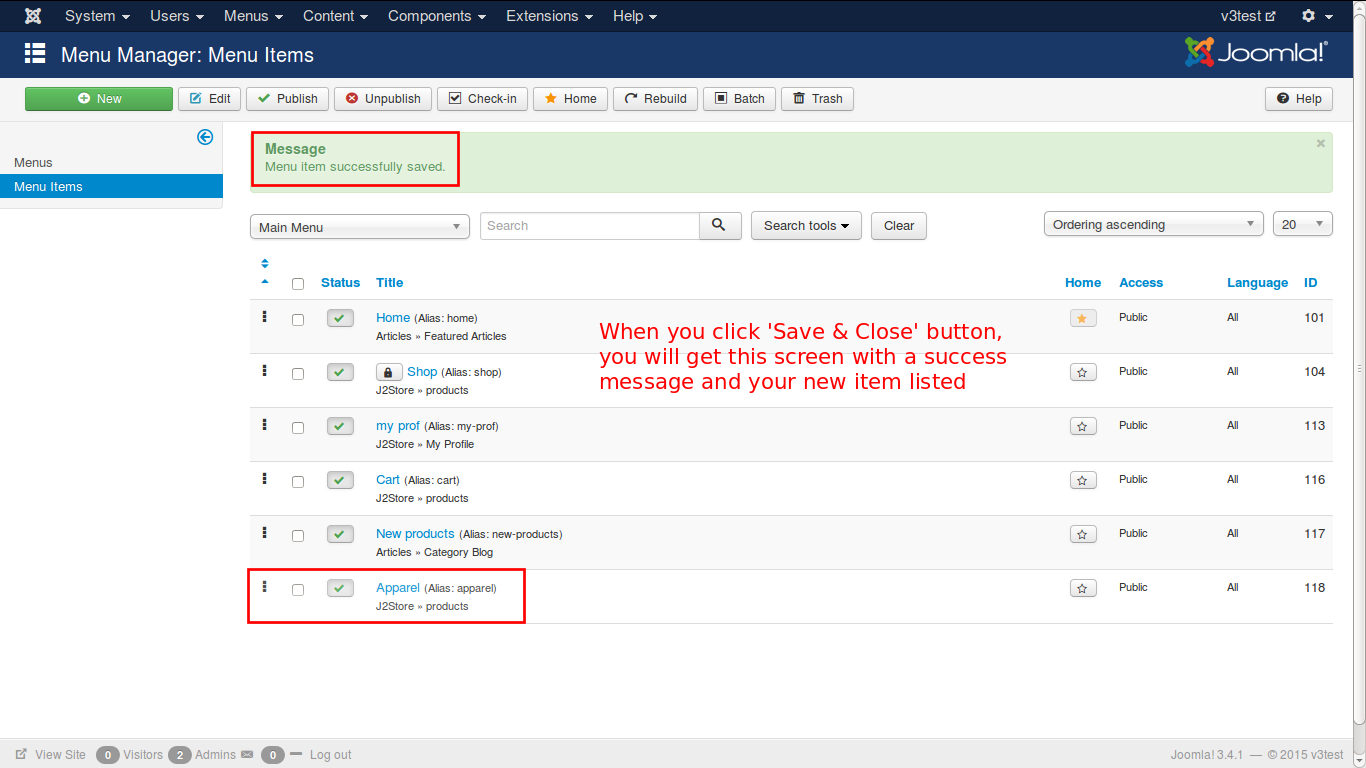 System Users Menus Content Components Extensions Help v3test
Menu Manager: Menu Items Joomla!®
New Edit Publish Unpublish Check-in Home Rebuild Batch Trash Help
Menus
Menu Items
Message ×
Menu item successfully saved.
Main Menu Search Search tools Clear Ordering ascending 20
Status Title Home Access Language ID
Home (Alias: home) Public All 101
Articles » Featured Articles
Shop (Alias: shop) Public All 104
J2Store » products
my prof (Alias: my-prof) Public All 113
J2Store » My Profile
Cart (Alias: cart) Public All 116
J2Store » products
New products (Alias: new-products) Public All 117
Articles » Category Blog
Apparel (Alias: apparel) Public All 118
J2Store » products
When you click 'Save & Close' button,
you will get this screen with a success
message and your new item listed
View Site 0 Visitors 2 Admins 0 Log out Joomla! 3.4.1 — © 2015 v3test